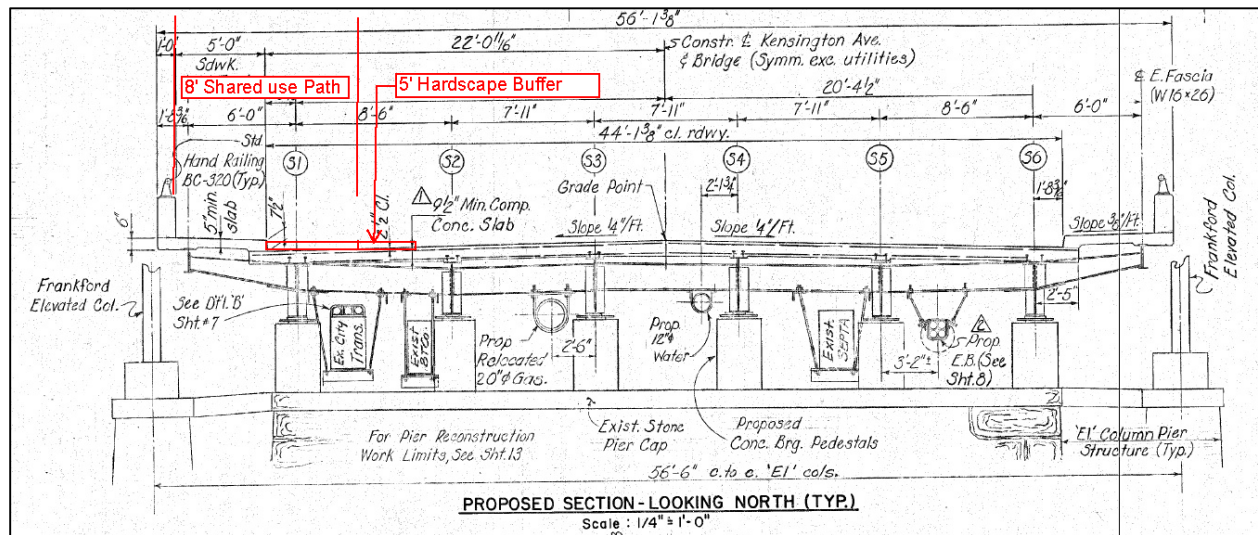 56'-1 3/8"
1'-0"
5'-0"
Sdwk.
22'-0 11/16"
Constr. ℄ Kensington Ave.
& Bridge (Symm. exc. utilities)
℄ E. Fascia
(W16×26)
8' Shared use Path
5' Hardscape Buffer
20'-4 1/2"
1'-8 3/16"
6'-0"
8'-6"
7'-11"
7'-11"
7'-11"
8'-6"
6'-0"
44'-1 3/8" cl. rdwy.
Std.
Hand Railing
BC-320 (Typ.)
S1
S2
S3
S4
S5
S6
Grade Point
2'-1 3/4"
1'-8 3/16"
6"
5" min.
slab
7 1/2"
2 1/2" Cl.
1
9 1/2" Min. Comp.
Conc. Slab
Slope 1/4"/Ft.
Slope 1/4"/Ft.
Slope 3/8"/Ft.
Frankford
Elevated Col.
Frankford
Elevated Col.
See Dtl. 'B'
Sht. #7
Ex. City
Trans.
Exist.
BTCo.
Prop.
Relocated
20"φ Gas.
2'-6"
Prop.
12"φ
Water
Exist.
SEPTA
3'-2"±
Prop.
E.B. (See
Sht. 8)
2'-5"
For Pier Reconstruction
Work Limits, See Sht. 13
Exist. Stone
Pier Cap
Proposed
Conc. Brg. Pedestals
'El' Column Pier
Structure (Typ.)
56'-6" c. to c. 'El' cols.
PROPOSED SECTION - LOOKING NORTH (TYP.)
Scale : 1/4" = 1'-0"